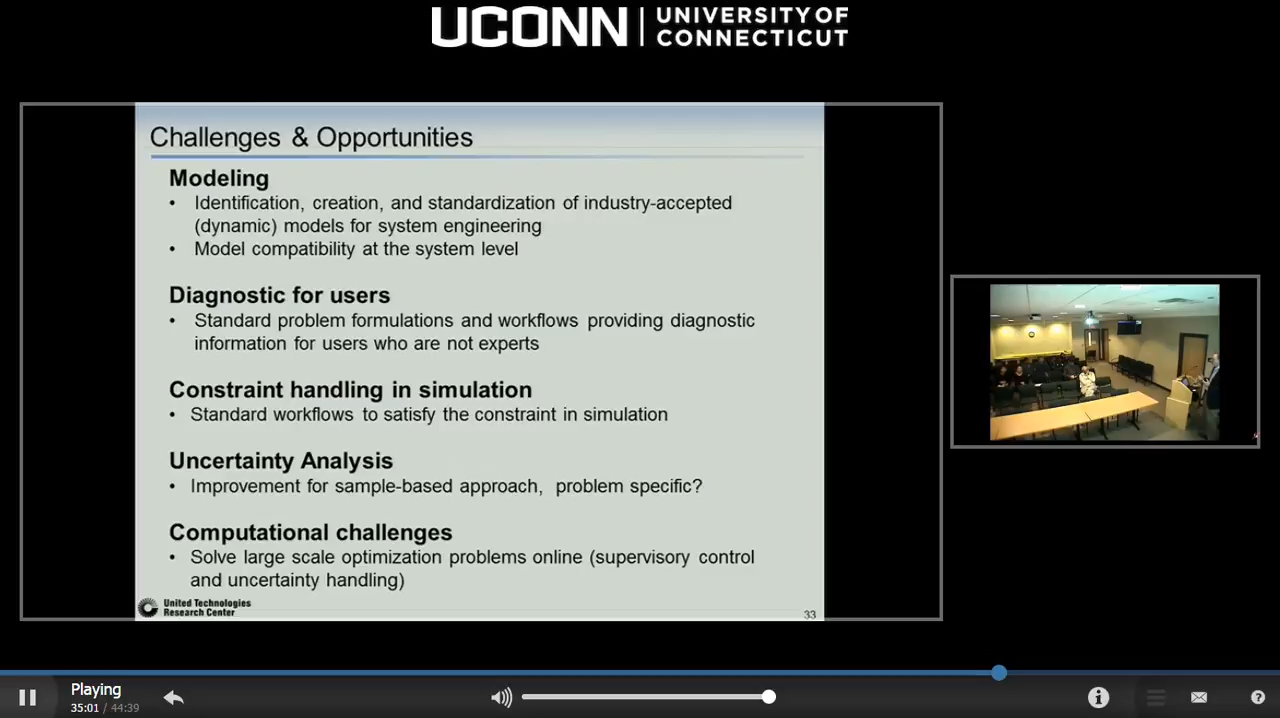 UCONN UNIVERSITY OF
CONNECTICUT
Challenges & Opportunities
Modeling
• Identification, creation, and standardization of industry-accepted
(dynamic) models for system engineering
• Model compatibility at the system level
Diagnostic for users
• Standard problem formulations and workflows providing diagnostic
information for users who are not experts
Constraint handling in simulation
• Standard workflows to satisfy the constraint in simulation
Uncertainty Analysis
• Improvement for sample-based approach, problem specific?
Computational challenges
• Solve large scale optimization problems online (supervisory control
and uncertainty handling)
United Technologies
Research Center
33
Playing
35:01 / 44:39